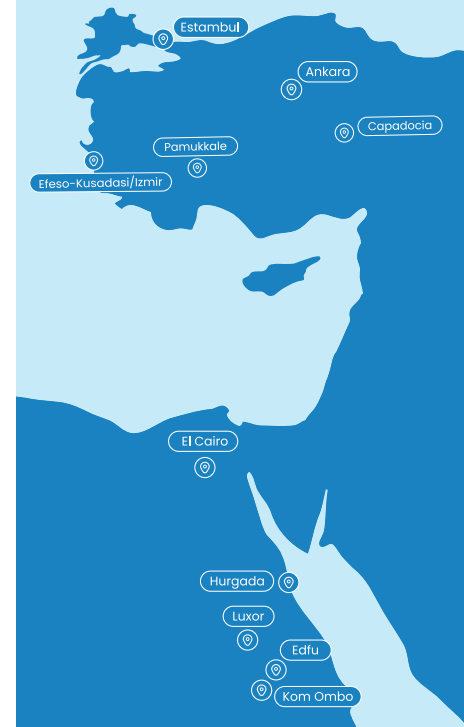 Estambul
Ankara
Capadocia
Pamukkale
Efeso-Kusadasi/Izmir
El Cairo
Hurgada
Luxor
Edfu
Kom Ombo